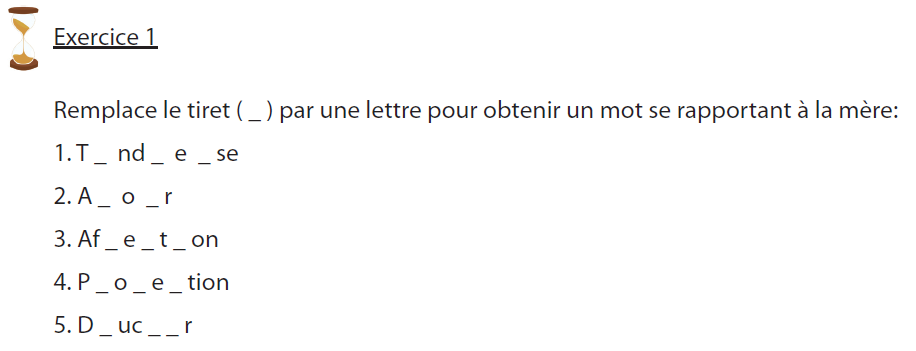 Exercice 1
Remplace le tiret ( _ ) par une lettre pour obtenir un mot se rapportant à la mère:
1. T _ nd _ e _ se
2. A _ o _ r
3. Af _ e _ t _ on
4. P _ o _ e _ tion
5. D _ uc _ _ r